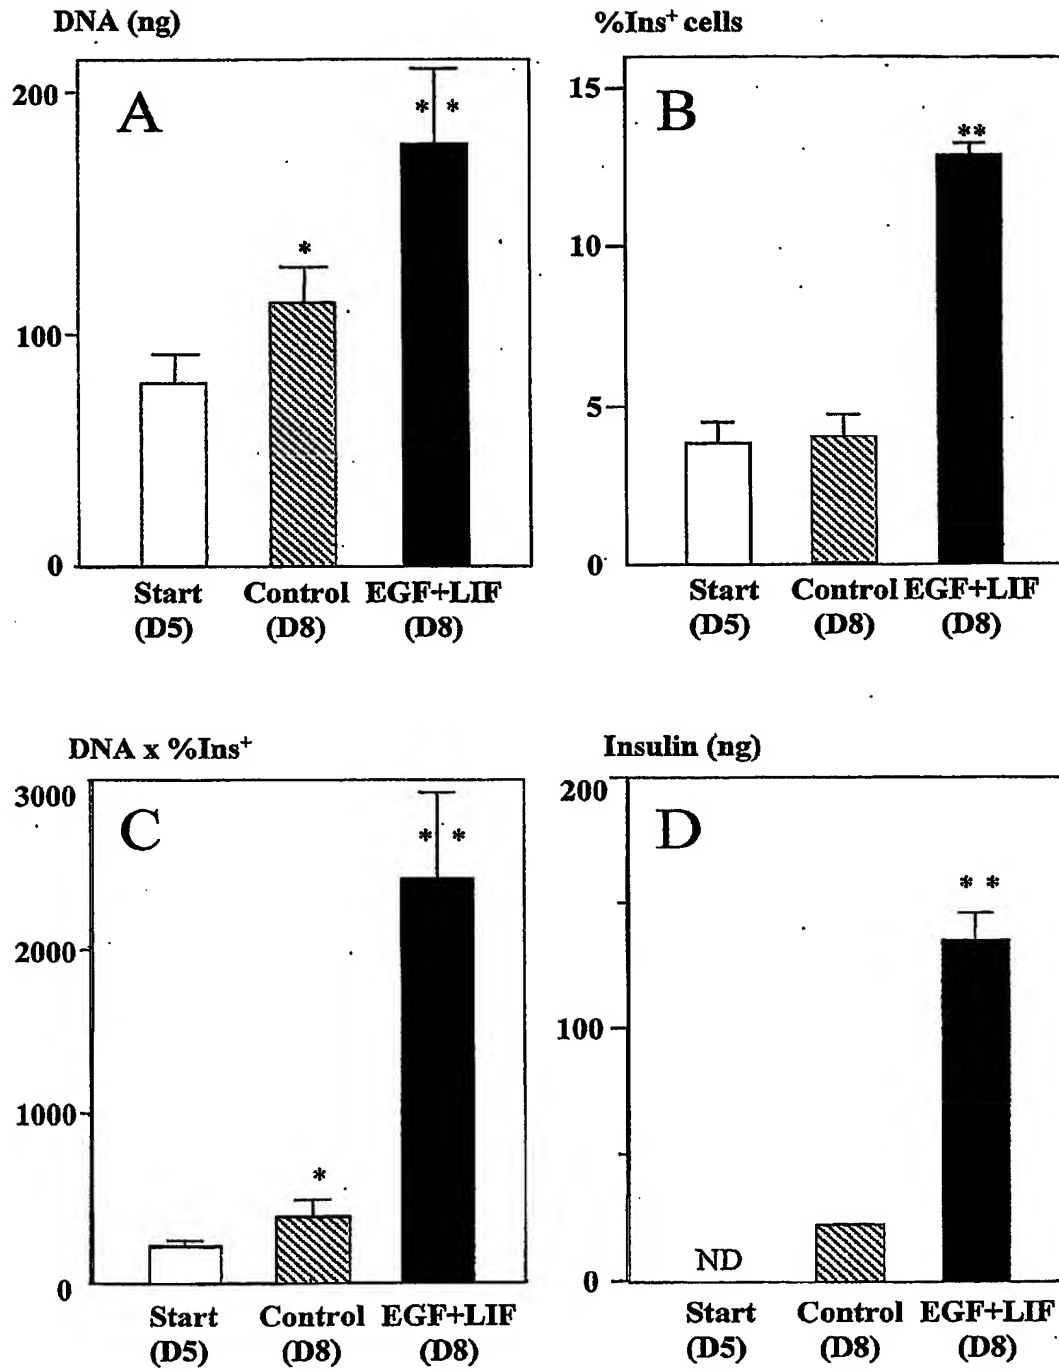 DNA (ng)
A
200
100
0
*
* *
Start Control EGF+LIF
(D5) (D8) (D8)
%Ins⁺ cells
B
15
10
5
0
**
Start Control EGF+LIF
(D5) (D8) (D8)
DNA x %Ins⁺
C
3000
2000
1000
0
*
* *
Start Control EGF+LIF
(D5) (D8) (D8)
Insulin (ng)
D
200
100
0
* *
ND
Start Control EGF+LIF
(D5) (D8) (D8)